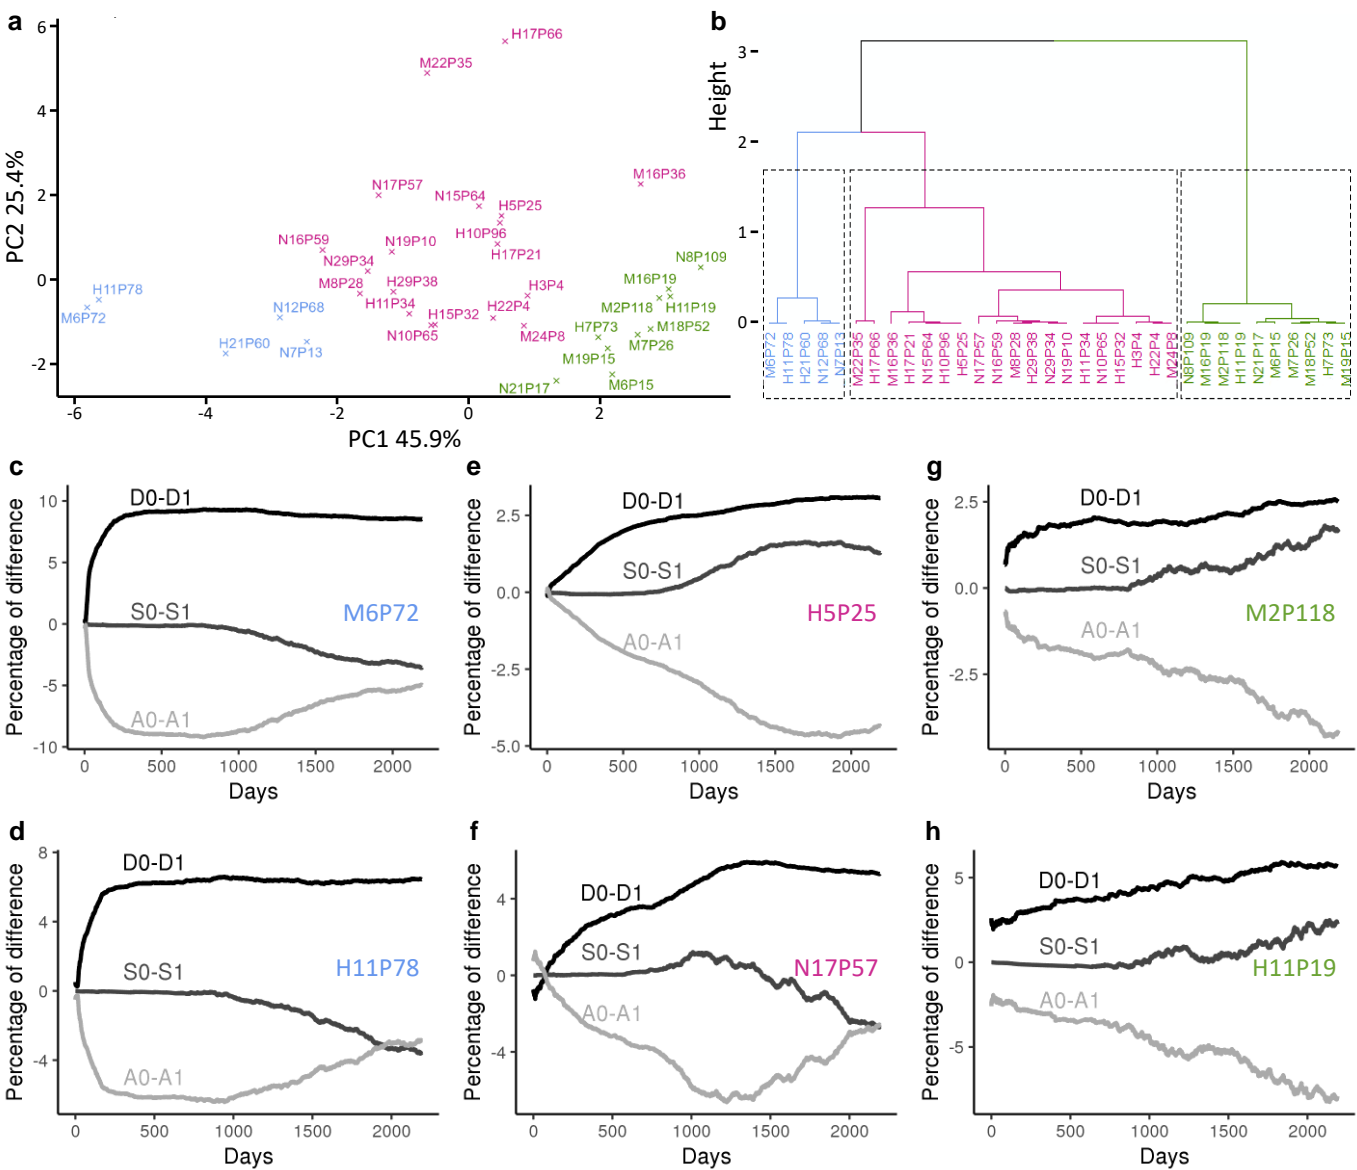 a
6
4
2
0
-2
PC2 25.4%
-6
-4
-2
0
2
PC1 45.9%
H17P66
M22P35
M16P36
N17P57
N15P64
H5P25
H10P96
H17P21
N16P59
N19P10
N29P34
M8P28
H29P38
H11P34
H15P32
N10P65
H22P4
H3P4
M24P8
N8P109
M16P19
M2P118
H11P19
H7P73
M18P52
M7P26
M19P15
M6P15
N21P17
H11P78
M6P72
N12P68
H21P60
N7P13
b
Height
3
2
1
0
M6P72
H11P78
H21P60
N12P68
N7P13
M22P35
H17P66
M16P36
H17P21
N15P64
H10P96
H5P25
N17P57
N16P59
M8P28
H29P38
N29P34
N19P10
H11P34
N10P65
H15P32
H3P4
H22P4
M24P8
N8P109
M16P19
M2P118
H11P19
N21P17
M6P15
M7P26
M18P52
H7P73
M19P15
c
Percentage of difference
10
5
0
-5
-10
D0-D1
S0-S1
M6P72
A0-A1
0 500 1000 1500 2000
Days
e
Percentage of difference
2.5
0.0
-2.5
-5.0
D0-D1
S0-S1
H5P25
A0-A1
0 500 1000 1500 2000
Days
g
Percentage of difference
2.5
0.0
-2.5
D0-D1
S0-S1
M2P118
A0-A1
0 500 1000 1500 2000
Days
d
Percentage of difference
8
4
0
-4
D0-D1
S0-S1
H11P78
A0-A1
0 500 1000 1500 2000
Days
f
Percentage of difference
4
0
-4
D0-D1
S0-S1
N17P57
A0-A1
0 500 1000 1500 2000
Days
h
Percentage of difference
5
0
-5
D0-D1
S0-S1
H11P19
A0-A1
0 500 1000 1500 2000
Days